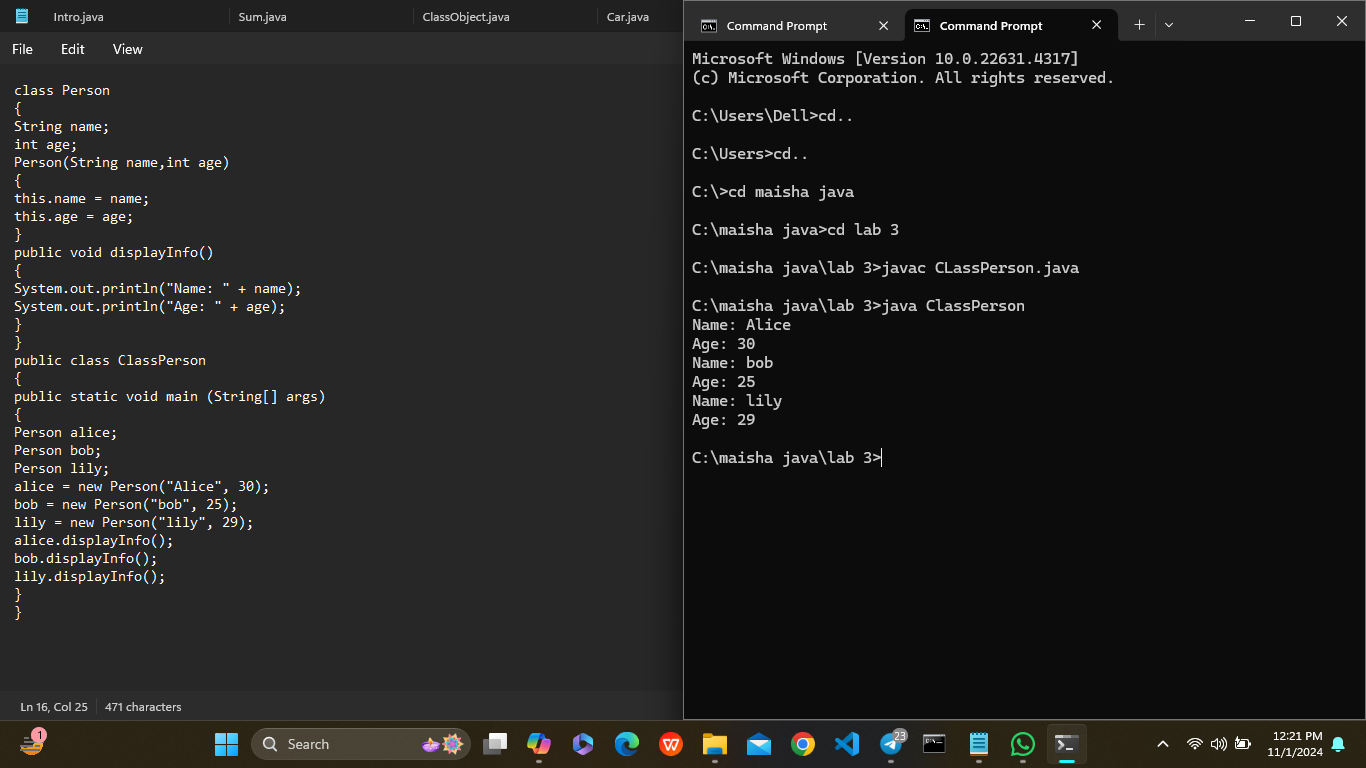 Intro.java
Sum.java
ClassObject.java
Car.java
File
Edit
View
class Person
{
String name;
int age;
Person(String name,int age)
{
this.name = name;
this.age = age;
}
public void displayInfo()
{
System.out.println("Name: " + name);
System.out.println("Age: " + age);
}
}
public class ClassPerson
{
public static void main (String[] args)
{
Person alice;
Person bob;
Person lily;
alice = new Person("Alice", 30);
bob = new Person("bob", 25);
lily = new Person("lily", 29);
alice.displayInfo();
bob.displayInfo();
lily.displayInfo();
}
}
Ln 16, Col 25
471 characters
Command Prompt
Command Prompt
Microsoft Windows [Version 10.0.22631.4317]
(c) Microsoft Corporation. All rights reserved.
C:\Users\Dell>cd..
C:\Users>cd..
C:\>cd maisha java
C:\maisha java>cd lab 3
C:\maisha java\lab 3>javac CLassPerson.java
C:\maisha java\lab 3>java ClassPerson
Name: Alice
Age: 30
Name: bob
Age: 25
Name: lily
Age: 29
C:\maisha java\lab 3>
1
Search
23
12:21 PM
11/1/2024